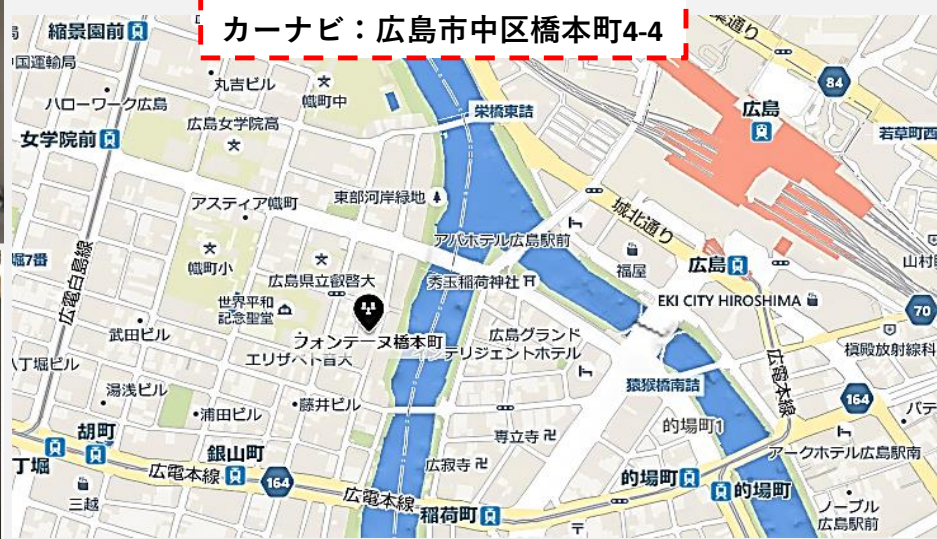 カーナビ：広島市中区橋本町4-4
縮景園前
国運輸局
丸吉ビル
幟町中
ハローワーク広島
広島女学院高
女学院前
栄橋東詰
広島
84
若草町西
アスティア幟町
東部河岸緑地
城北通り
アパホテル広島駅前
幟町小
広島県立叡啓大
秀玉稲荷神社
福屋
広島
山村
広電白島線
世界平和
記念聖堂
EKI CITY HIROSHIMA
70
武田ビル
フォンテーヌ橋本町
エリザベト音大
広島グランド
テリジェントホテル
槇殿放射線科
丁堀ビル
湯浅ビル
浦田ビル
藤井ビル
猿猴橋南詰
広電本線
164
的場町1
専立寺
胡町
銀山町
アークホテル広島駅南
丁堀
広電本線
164
広寂寺
的場町
的場町
三越
広電本線
稲荷町
ノーブル
広島駅前